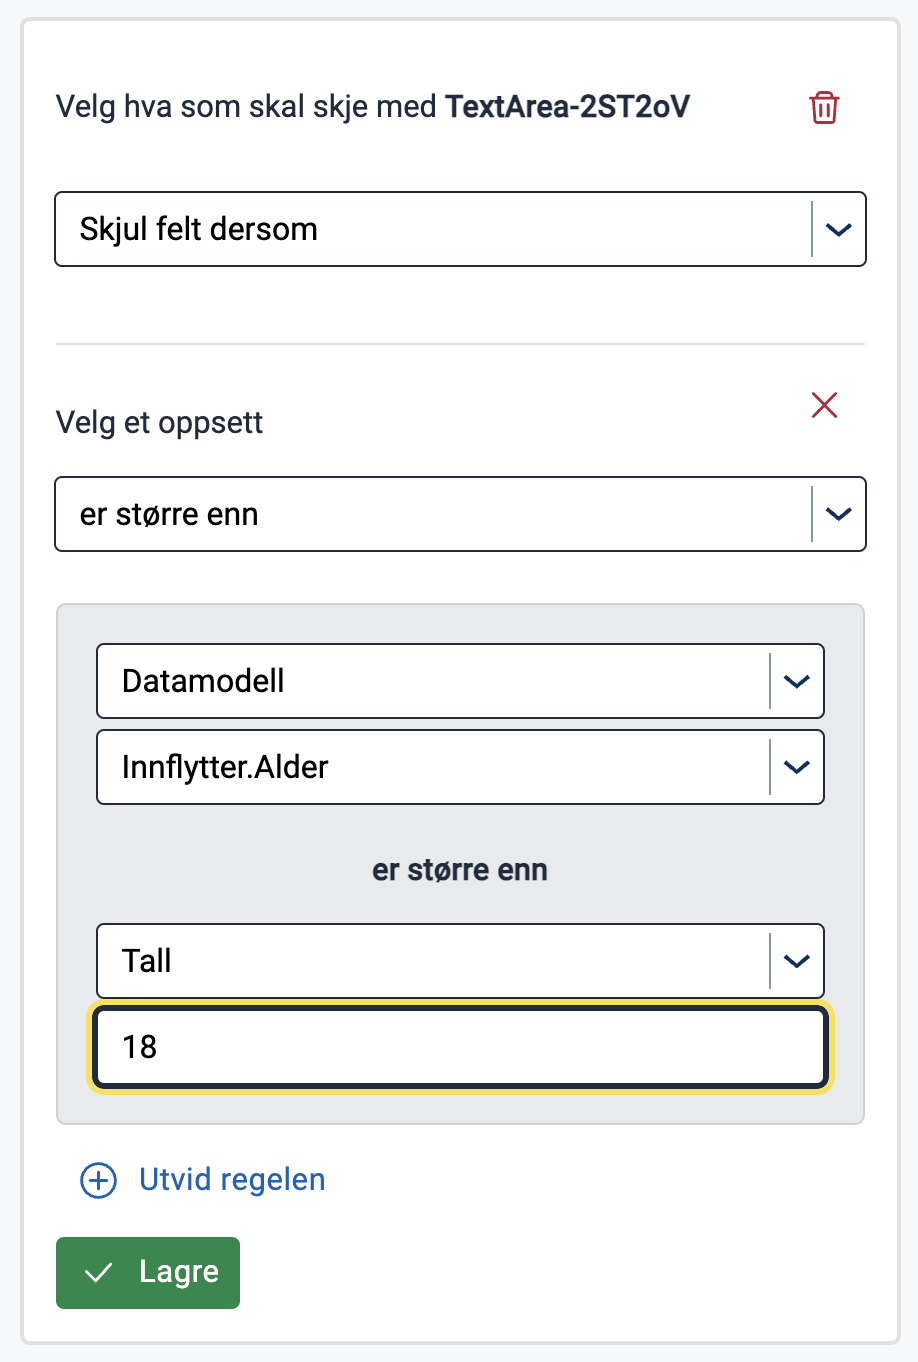 Velg hva som skal skje med TextArea-2ST2oV
Skjul felt dersom
Velg et oppsett
er større enn
Datamodell
Innflytter.Alder
er større enn
Tall
18
Utvid regelen
Lagre